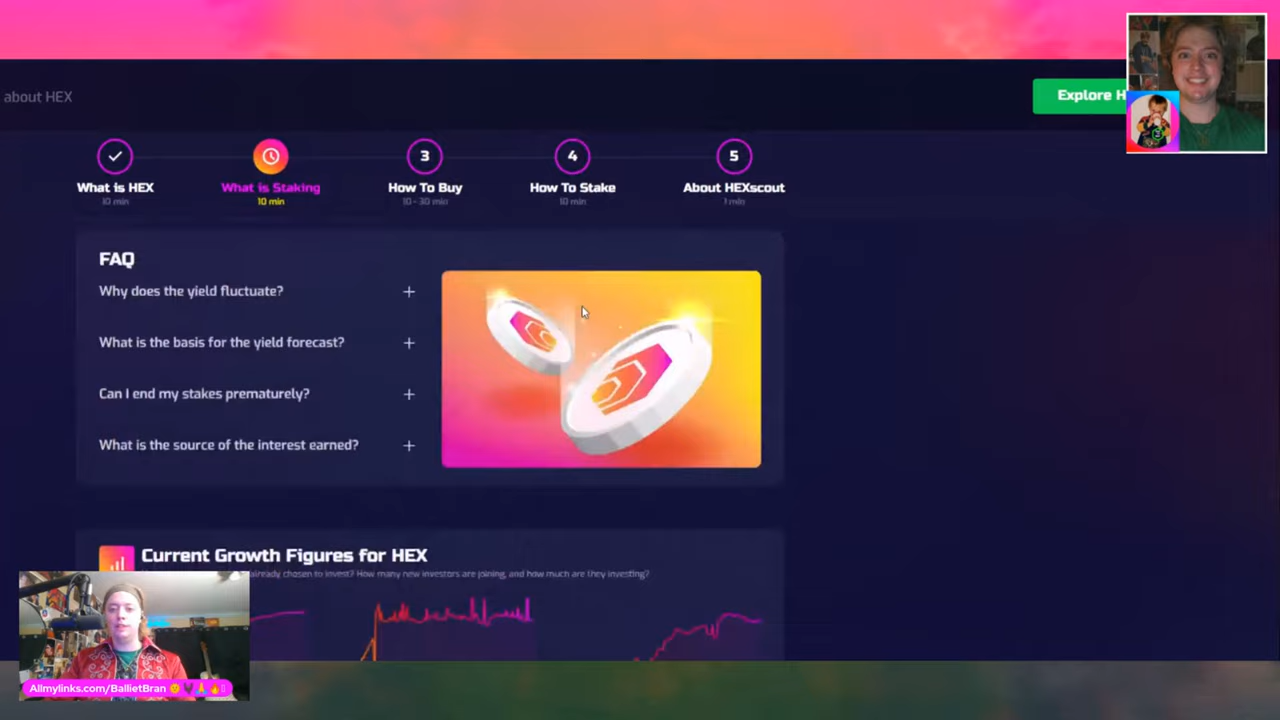 about HEX
Explore H
3
4
5
What is HEX
What is Staking
How To Buy
How To Stake
About HEXscout
10 min
10 min
10 - 30 min
10 min
1 min
FAQ
Why does the yield fluctuate?
What is the basis for the yield forecast?
Can I end my stakes prematurely?
What is the source of the interest earned?
Current Growth Figures for HEX
already chosen to invest? How many new investors are joining, and how much are they investing?
Allmylinks.com/BallietBran